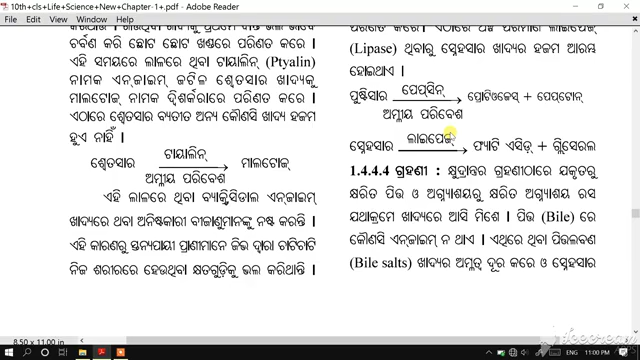 10th+cls+Life+Science+New+Chapter-1+.pdf - Adobe Reader
File Edit View Window Help
ଚର୍ବଣ କରି ଛୋଟ ଛୋଟ ଖଣ୍ଡରେ ପରିଣତ କରେ ।
ଏହି ସମୟରେ ଲାଳରେ ଥିବା ଟାୟାଲିନ୍ (Ptyalin)
ନାମକ ଏନ୍‌ଜାଇମ୍ ଜଟିଳ ଶ୍ୱେତସାର ଖାଦ୍ୟକୁ
ମାଲଟୋଜ୍ ନାମକ ଦ୍ୱିଶର୍କରାରେ ପରିଣତ କରେ ।
ଏଠାରେ ଶ୍ୱେତସାର ବ୍ୟତୀତ ଅନ୍ୟ କୌଣସି ଖାଦ୍ୟ ହଜମ
ହୁଏ ନାହିଁ ।
ଟାୟାଲିନ୍
ଶ୍ୱେତସାର ⟶ ମାଲଟୋଜ୍
ଅମ୍ଳୀୟ ପରିବେଶ
ଏହି ଲାଳରେ ଥିବା ବ୍ୟାକ୍ଟେରିସିଡାଲ ଏନ୍‌ଜାଇମ୍
ଖାଦ୍ୟରେ ଥିବା ଅନିଷ୍ଟକାରୀ ବୀଜାଣୁମାନଙ୍କୁ ନଷ୍ଟ କରନ୍ତି ।
ଏହି କାରଣରୁ ସ୍ତନ୍ୟପାୟୀ ପ୍ରାଣୀମାନେ ଜିଭ ଦ୍ୱାରା ଚାଟିଚାଟି
ନିଜ ଶରୀରରେ ହେଉଥିବା କ୍ଷତଗୁଡ଼ିକୁ ଭଲ କରିଥାନ୍ତି ।
(Lipase) ଥିବାରୁ ସ୍ନେହସାର ଖାଦ୍ୟର ହଜମ ଆରମ୍ଭ
ହୋଇଥାଏ ।
ପେପ୍‌ସିନ୍
ପୁଷ୍ଟିସାର ⟶ ପ୍ରୋଟିଓଜେସ୍ + ପେପ୍‌ଟୋନ୍
ଅମ୍ଳୀୟ ପରିବେଶ
ଲାଇପେଜ୍
ସ୍ନେହସାର ⟶ ଫ୍ୟାଟି ଏସିଡ଼୍ + ଗ୍ଲିସେରଲ
1.4.4.4 ଗ୍ରହଣୀ : କ୍ଷୁଦ୍ରାନ୍ତ୍ରର ଗ୍ରହଣୀଠାରେ ଯକୃତରୁ
କ୍ଷରିତ ପିତ୍ତ ଓ ଅଗ୍ନ୍ୟାଶୟରୁ କ୍ଷରିତ ଅଗ୍ନ୍ୟାଶୟ ରସ
ଯଥାକ୍ରମେ ଖାଦ୍ୟରେ ଆସି ମିଶେ । ପିତ୍ତ (Bile) ରେ
କୌଣସି ଏନ୍‌ଜାଇମ୍ ନ ଥାଏ । ଏଥିରେ ଥିବା ପିତ୍ତଲବଣ
(Bile salts) ଖାଦ୍ୟର ଅମ୍ଳତ୍ୱ ଦୂର କରେ ଓ ସ୍ନେହସାର
8.50 x 11.00 in
ENG 11:00 PM